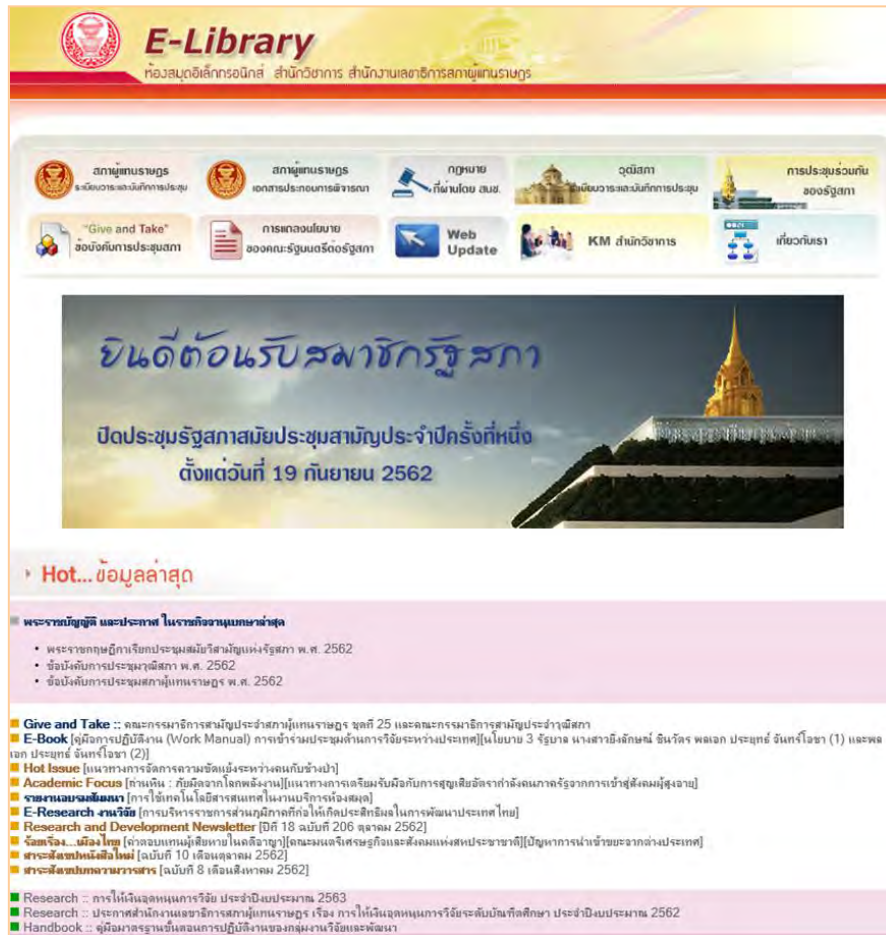 E-Library
ห้องสมุดอิเล็กทรอนิกส์ สำนักวิชาการ สำนักงานเลขาธิการสภาผู้แทนราษฎร
สภาผู้แทนราษฎร
ระเบียบวาระและบันทึกการประชุม
สภาผู้แทนราษฎร
เอกสารประกอบการพิจารณา
กฎหมาย
ที่ผ่านโดย สนช.
วุฒิสภา
ระเบียบวาระและบันทึกการประชุม
การประชุมร่วมกัน
ของรัฐสภา
"Give and Take"
ข้อบังคับการประชุมสภา
การแถลงนโยบาย
ของคณะรัฐมนตรีต่อรัฐสภา
Web
Update
KM สำนักวิชาการ
เกี่ยวกับเรา
ยินดีต้อนรับสมาชิกรัฐสภา
ปิดประชุมรัฐสภาสมัยประชุมสามัญประจำปีครั้งที่หนึ่ง
ตั้งแต่วันที่ 19 กันยายน 2562
Hot...ข้อมูลล่าสุด
พระราชบัญญัติ และประกาศ ในราชกิจจานุเบกษาล่าสุด
• พระราชกฤษฎีกาเรียกประชุมสมัยวิสามัญแห่งรัฐสภา พ.ศ. 2562
• ข้อบังคับการประชุมวุฒิสภา พ.ศ. 2562
• ข้อบังคับการประชุมสภาผู้แทนราษฎร พ.ศ. 2562
Give and Take :: คณะกรรมาธิการสามัญประจำสภาผู้แทนราษฎร ชุดที่ 25 และคณะกรรมาธิการสามัญประจำวุฒิสภา
E-Book [คู่มือการปฏิบัติงาน (Work Manual) การเข้าร่วมประชุมด้านการวิจัยระหว่างประเทศ][นโยบาย 3 รัฐบาล นางสาวยิ่งลักษณ์ ชินวัตร พลเอก ประยุทธ์ จันทร์โอชา (1) และพล
เอก ประยุทธ์ จันทร์โอชา (2)]
Hot Issue [แนวทางการจัดการความขัดแย้งระหว่างคนกับช้างป่า]
Academic Focus [ถ่านหิน : ภัยมืดจากโลกพลังงาน][แนวทางการเตรียมรับมือกับการสูญเสียอัตรากำลังคนภาครัฐจากการเข้าสู่สังคมผู้สูงอายุ]
รายงานอบรมสัมมนา [การใช้เทคโนโลยีสารสนเทศในงานบริการห้องสมุด]
E-Research งานวิจัย [การบริหารราชการส่วนภูมิภาคที่ก่อให้เกิดประสิทธิผลในการพัฒนาประเทศไทย]
Research and Development Newsletter [ปีที่ 18 ฉบับที่ 206 ตุลาคม 2562]
ร้อยเรื่อง...เมืองไทย [ค่าตอบแทนผู้เสียหายในคดีอาญา][คณะมนตรีเศรษฐกิจและสังคมแห่งสหประชาชาติ][ปัญหาการนำเข้าขยะจากต่างประเทศ]
สาระสังเขปหนังสือใหม่ [ฉบับที่ 10 เดือนตุลาคม 2562]
สาระสังเขปบทความวารสาร [ฉบับที่ 8 เดือนสิงหาคม 2562]
Research :: การให้เงินอุดหนุนการวิจัย ประจำปีงบประมาณ 2563
Research :: ประกาศสำนักงานเลขาธิการสภาผู้แทนราษฎร เรื่อง การให้เงินอุดหนุนการวิจัยระดับบัณฑิตศึกษา ประจำปีงบประมาณ 2562
Handbook :: คู่มือมาตรฐานขั้นตอนการปฏิบัติงานของกลุ่มงานวิจัยและพัฒนา